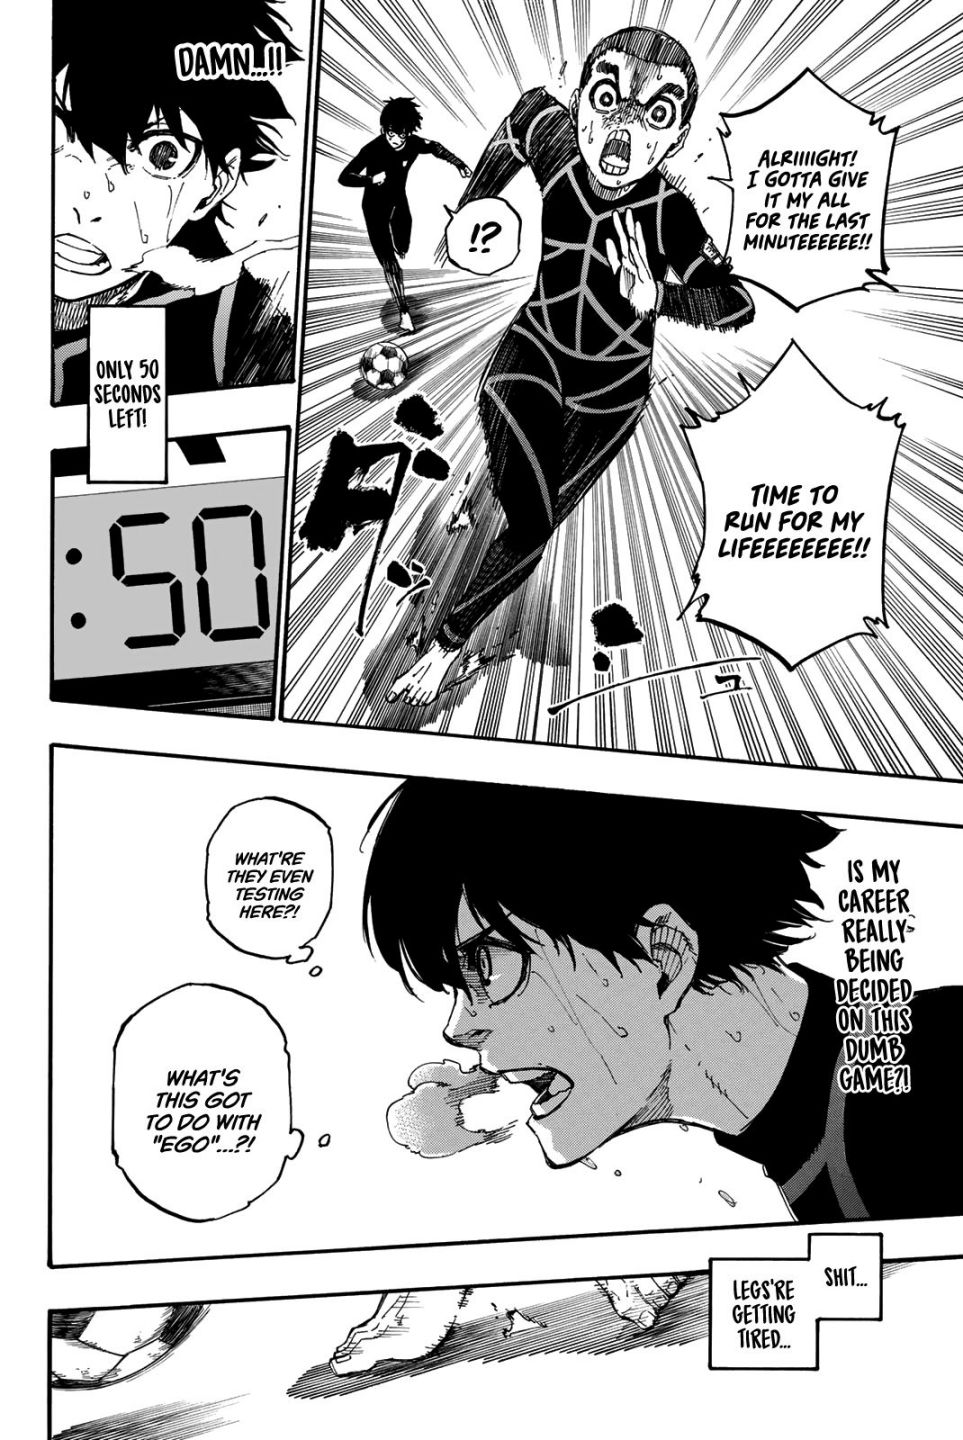 ALRIIIIGHT!
I GOTTA GIVE
IT MY ALL
FOR THE LAST
MINUTEEEEEE!!
!?
TIME TO
RUN FOR MY
LIFEEEEEEEE!!
DAMN...!!
ONLY 50
SECONDS
LEFT!
:50
IS MY
CAREER
REALLY
BEING
DECIDED
ON THIS
DUMB
GAME?!
WHAT'RE
THEY EVEN
TESTING
HERE?!
WHAT'S
THIS GOT
TO DO WITH
"EGO"...?!
SHIT...
LEGS'RE
GETTING
TIRED...